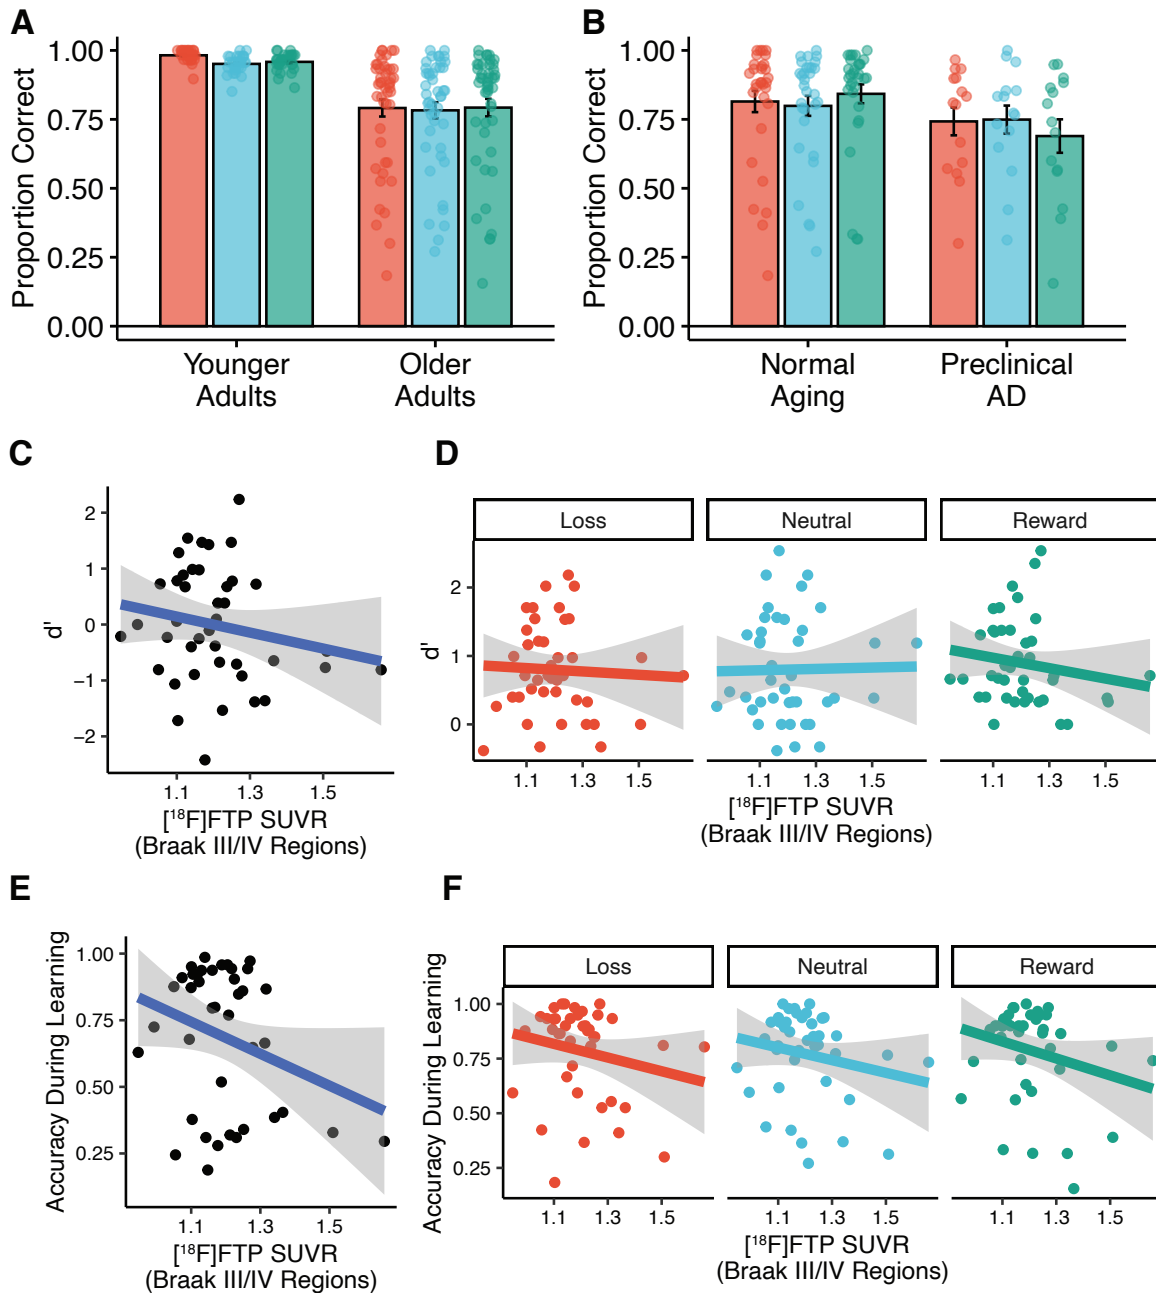 A
B
1.00
0.75
0.50
0.25
0.00
Proportion Correct
Younger
Adults
Older
Adults
1.00
0.75
0.50
0.25
0.00
Proportion Correct
Normal
Aging
Preclinical
AD
C
D
2
1
0
−1
−2
d'
1.1 1.3 1.5
[¹⁸F]FTP SUVR
(Braak III/IV Regions)
Loss Neutral Reward
2
1
0
d'
1.1 1.3 1.5 1.1 1.3 1.5 1.1 1.3 1.5
[¹⁸F]FTP SUVR
(Braak III/IV Regions)
E
F
1.00
0.75
0.50
0.25
Accuracy During Learning
1.1 1.3 1.5
[¹⁸F]FTP SUVR
(Braak III/IV Regions)
Loss Neutral Reward
1.00
0.75
0.50
0.25
Accuracy During Learning
1.1 1.3 1.5 1.1 1.3 1.5 1.1 1.3 1.5
[¹⁸F]FTP SUVR
(Braak III/IV Regions)